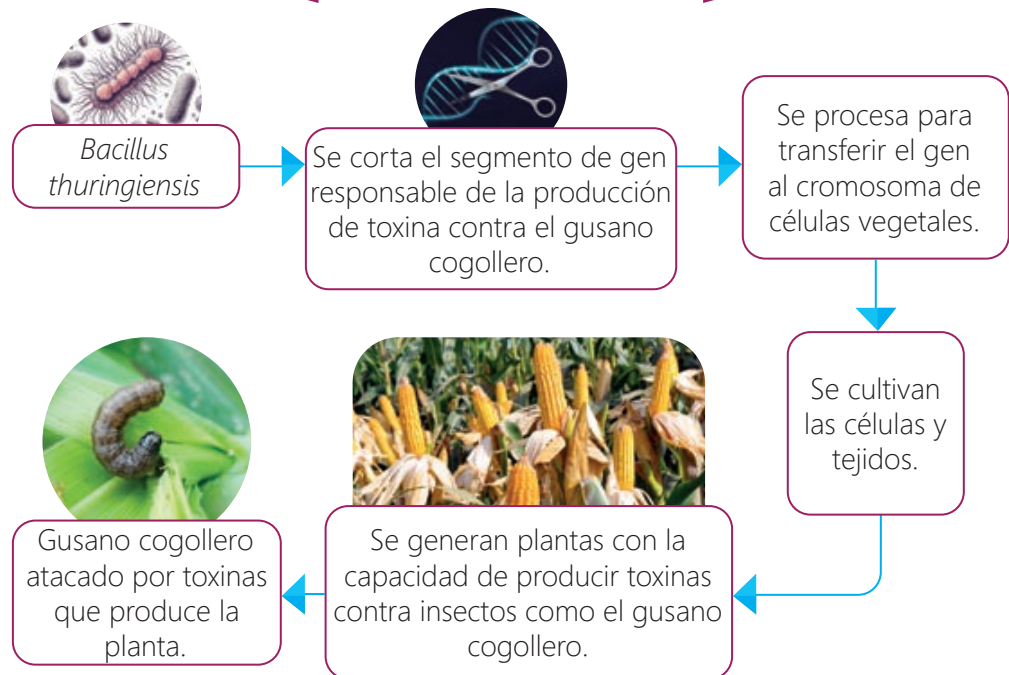 Bacillus
thuringiensis
Se corta el segmento de gen
responsable de la producción
de toxina contra el gusano
cogollero.
Se procesa para
transferir el gen
al cromosoma de
células vegetales.
Se cultivan
las células y
tejidos.
Se generan plantas con la
capacidad de producir toxinas
contra insectos como el gusano
cogollero.
Gusano cogollero
atacado por toxinas
que produce la
planta.